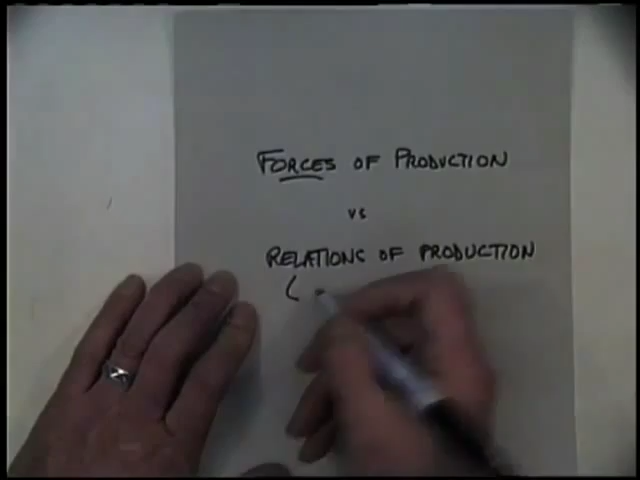 FORCES OF PRODUCTION
vs
RELATIONS OF PRODUCTION
(